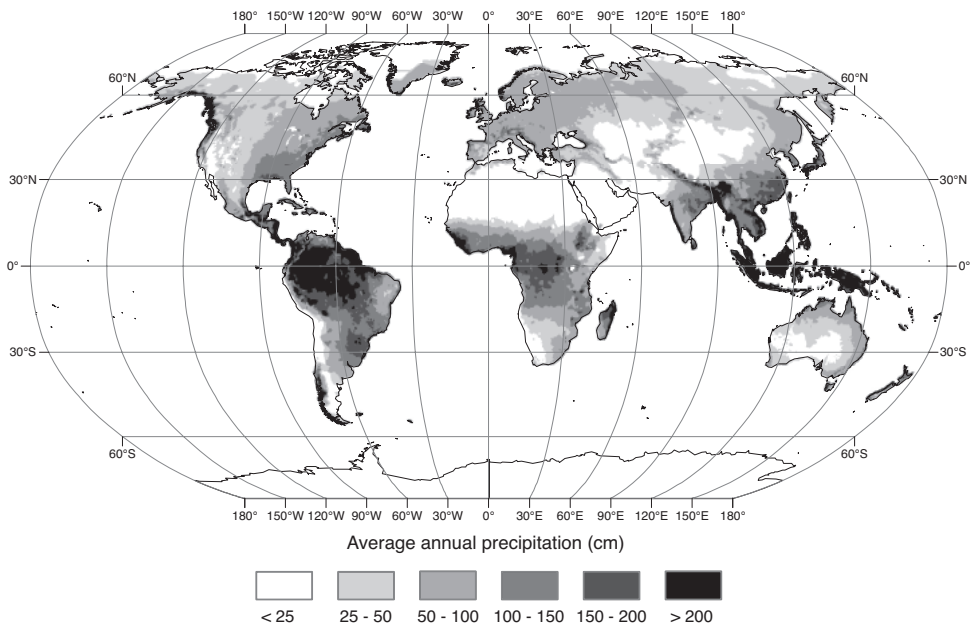 180° 150°W 120°W 90°W 60°W 30W 0° 30°E 60°E 90°E 120°E 150°E 180°
60°N 60°N
30°N 30°N
0° 0°
30°S 30°S
60°S 60°S
180° 150°W 120°W 90°W 60°W 30°W 0° 30°E 60°E 90°E 120°E 150°E 180°
Average annual precipitation (cm)
< 25 25 - 50 50 - 100 100 - 150 150 - 200 > 200